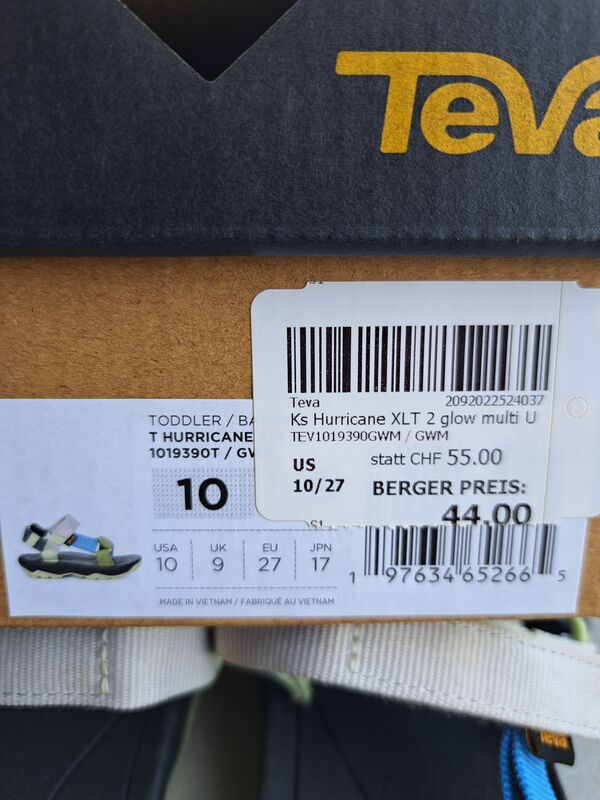 Teva
Teva
2092022524037
Ks Hurricane XLT 2 glow multi U
TEV1019390GWM / GWM
US
10/27
statt CHF 55.00
BERGER PREIS:
44.00
TODDLER /
T HURRICANE
1019390T /
10
USA
10
UK
9
EU
27
JPN
17
1 97634 65266 5
MADE IN VIETNAM / FABRIQUÉ AU VIETNAM
Teva